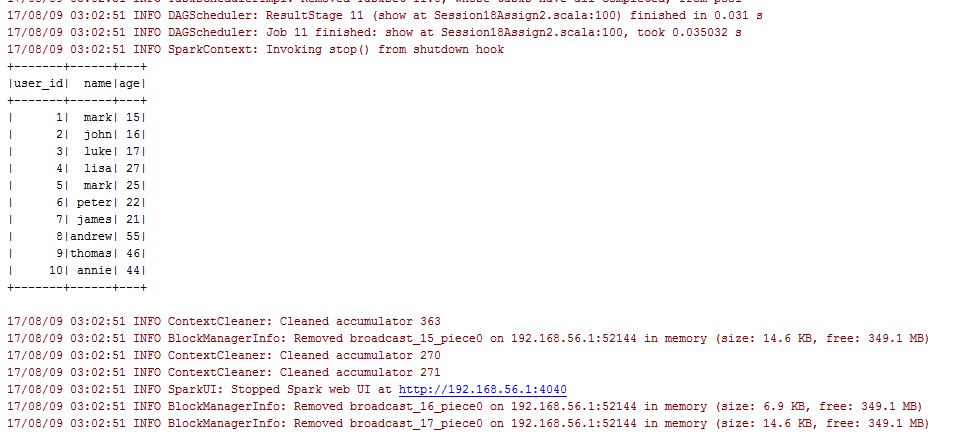 17/08/09 03:02:51 INFO DAGScheduler: ResultStage 11 (show at Session18Assign2.scala:100) finished in 0.031 s
17/08/09 03:02:51 INFO DAGScheduler: Job 11 finished: show at Session18Assign2.scala:100, took 0.035032 s
17/08/09 03:02:51 INFO SparkContext: Invoking stop() from shutdown hook
+-------+------+---+
|user_id|  name|age|
+-------+------+---+
|      1|  mark| 15|
|      2|  john| 16|
|      3|  luke| 17|
|      4|  lisa| 27|
|      5|  mark| 25|
|      6| peter| 22|
|      7| james| 21|
|      8|andrew| 55|
|      9|thomas| 46|
|     10| annie| 44|
+-------+------+---+
17/08/09 03:02:51 INFO ContextCleaner: Cleaned accumulator 363
17/08/09 03:02:51 INFO BlockManagerInfo: Removed broadcast_15_piece0 on 192.168.56.1:52144 in memory (size: 14.6 KB, free: 349.1 MB)
17/08/09 03:02:51 INFO ContextCleaner: Cleaned accumulator 270
17/08/09 03:02:51 INFO ContextCleaner: Cleaned accumulator 271
17/08/09 03:02:51 INFO SparkUI: Stopped Spark web UI at http://192.168.56.1:4040
17/08/09 03:02:51 INFO BlockManagerInfo: Removed broadcast_16_piece0 on 192.168.56.1:52144 in memory (size: 6.9 KB, free: 349.1 MB)
17/08/09 03:02:51 INFO BlockManagerInfo: Removed broadcast_17_piece0 on 192.168.56.1:52144 in memory (size: 14.6 KB, free: 349.1 MB)